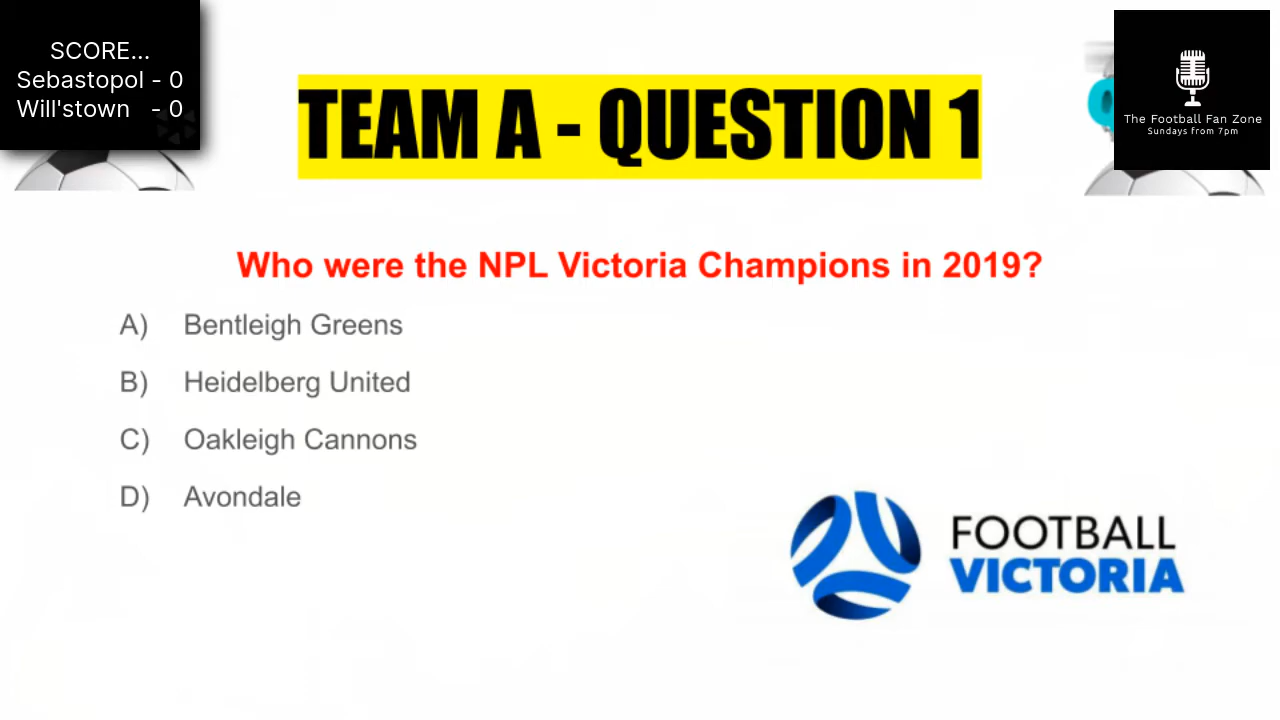 SCORE...
Sebastopol - 0
Will'stown - 0
TEAM A - QUESTION 1
The Football Fan Zone
Sundays from 7pm
Who were the NPL Victoria Champions in 2019?
A) Bentleigh Greens
B) Heidelberg United
C) Oakleigh Cannons
D) Avondale
FOOTBALL
VICTORIA